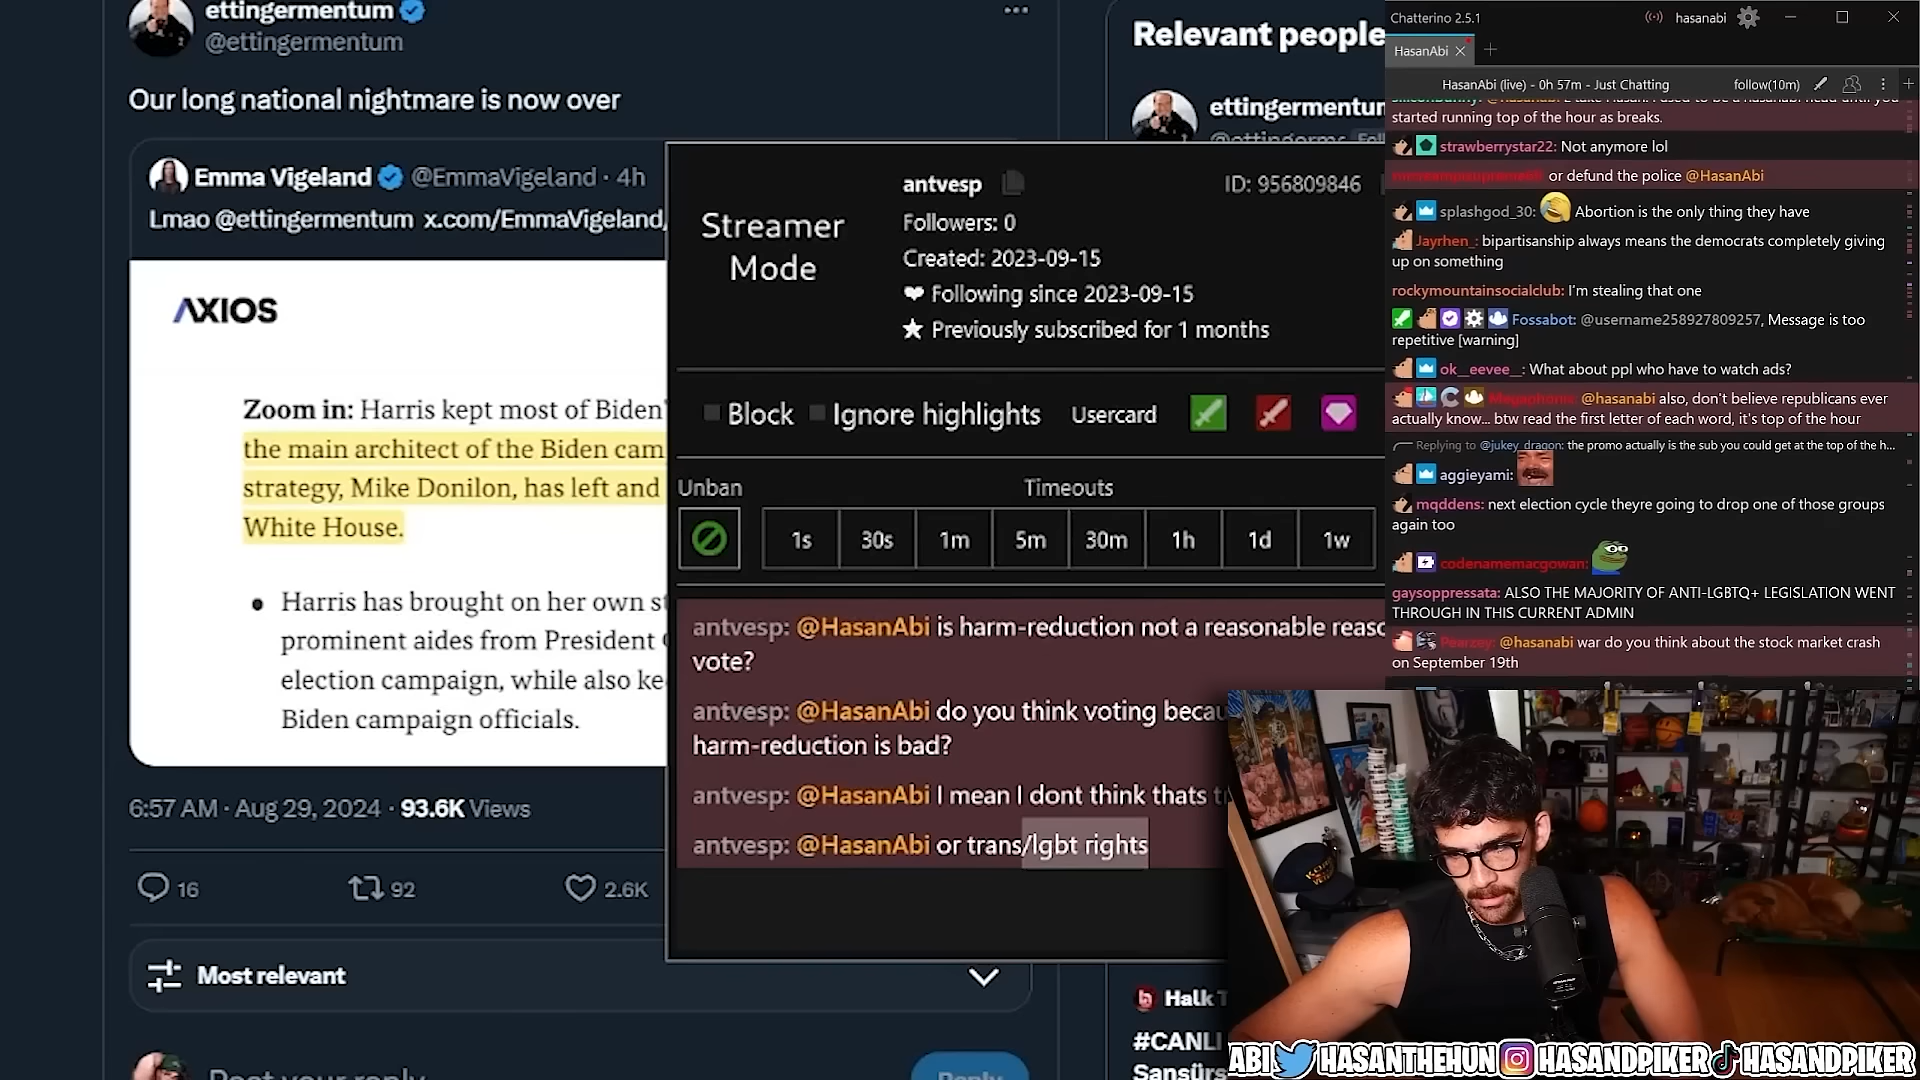 ettingermentum
@ettingermentum
Our long national nightmare is now over
Emma Vigeland @EmmaVigeland · 4h
Lmao @ettingermentum x.com/EmmaVigeland/
AXIOS
Zoom in: Harris kept most of Biden'
the main architect of the Biden cam
strategy, Mike Donilon, has left and
White House.
• Harris has brought on her own
prominent aides from President
election campaign, while also
Biden campaign officials.
6:57 AM · Aug 29, 2024 · 93.6K Views
16
92
2.6K
Most relevant
Post your reply
Reply
Relevant people
ettingermentum
Streamer
Mode
antvesp
ID: 956809846
Followers: 0
Created: 2023-09-15
❤ Following since 2023-09-15
★ Previously subscribed for 1 months
Block
Ignore highlights
Usercard
Unban
Timeouts
1s
30s
1m
5m
30m
1h
1d
1w
antvesp: @HasanAbi is harm-reduction not a reasonable
vote?
antvesp: @HasanAbi do you think voting
harm-reduction is bad?
antvesp: @HasanAbi I mean I dont think thats
antvesp: @HasanAbi or trans/lgbt rights
#CANLI
Chatterino 2.5.1
hasanabi
HasanAbi
HasanAbi (live) - 0h 57m - Just Chatting
follow(10m)
started running top of the hour as breaks.
strawberrystar22: Not anymore lol
or defund the police @HasanAbi
splashgod_30: Abortion is the only thing they have
Jayrhen_: bipartisanship always means the democrats completely giving
up on something
rockymountainsocialclub: I'm stealing that one
Fossabot: @username258927809257, Message is too
repetitive [warning]
ok__eevee__: What about ppl who have to watch ads?
@hasanabi also, don't believe republicans ever
actually know... btw read the first letter of each word, it's top of the hour
Replying to @jukey_dragon: the promo actually is the sub you could get at the top of the h...
aggieyami:
mqddens: next election cycle theyre going to drop one of those groups
again too
codenamemacgowan:
gaysoppressata: ALSO THE MAJORITY OF ANTI-LGBTQ+ LEGISLATION WENT
THROUGH IN THIS CURRENT ADMIN
Pearzey: @hasanabi war do you think about the stock market crash
on September 19th
ABI HASANTHEHUN HASANDPIKER HASANDPIKER